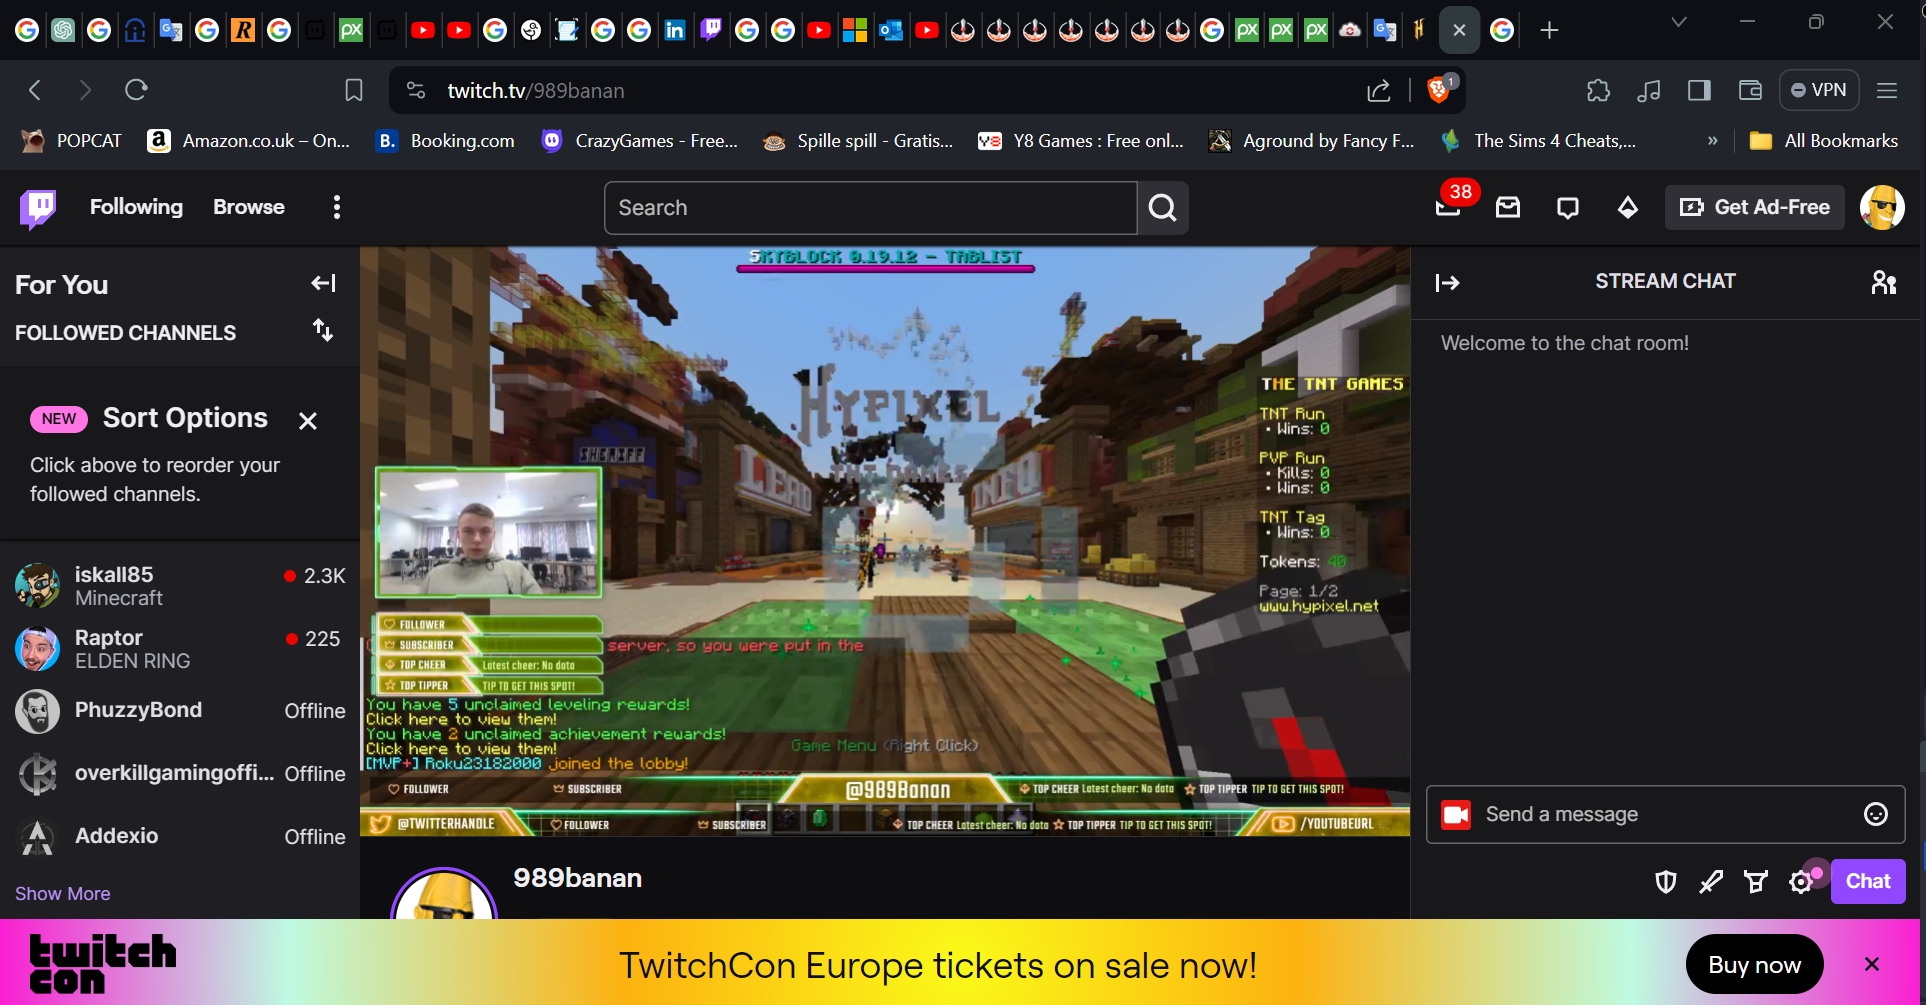 twitch.tv/989banan
1
VPN
POPCAT
Amazon.co.uk – On...
Booking.com
CrazyGames - Free...
Spille spill - Gratis...
Y8 Games : Free onl...
Aground by Fancy F...
The Sims 4 Cheats,...
»
All Bookmarks
Following
Browse
Search
38
Get Ad-Free
For You
FOLLOWED CHANNELS
NEW
Sort Options
Click above to reorder your
followed channels.
iskall85
2.3K
Minecraft
Raptor
225
ELDEN RING
PhuzzyBond
Offline
overkillgamingoffi...
Offline
Addexio
Offline
Show More
SKYBLOCK 0.19.12 - TABLIST
HYPIXEL
THE TNT GAMES
SHERIFF
LEAD
INFO
THE TNT GAMES
TNT Run
• Wins: 0
PVP Run
• Kills: 0
• Wins: 0
TNT Tag
• Wins: 0
Tokens: 40
Page: 1/2
www.hypixel.net
FOLLOWER
SUBSCRIBER
TOP CHEER Latest cheer: No data
TOP TIPPER TIP TO GET THIS SPOT!
server, so you were put in the
You have 5 unclaimed leveling rewards!
Click here to view them!
You have 2 unclaimed achievement rewards!
Click here to view them!
[MVP+] Roku23182000 joined the lobby!
Game Menu (Right Click)
FOLLOWER
SUBSCRIBER
@989Banan
TOP CHEER Latest cheer: No data
TOP TIPPER TIP TO GET THIS SPOT!
@TWITTERHANDLE
FOLLOWER
SUBSCRIBER
TOP CHEER Latest cheer: No data
TOP TIPPER TIP TO GET THIS SPOT!
/YOUTUBEURL
989banan
STREAM CHAT
Welcome to the chat room!
Send a message
Chat
twitch
con
TwitchCon Europe tickets on sale now!
Buy now